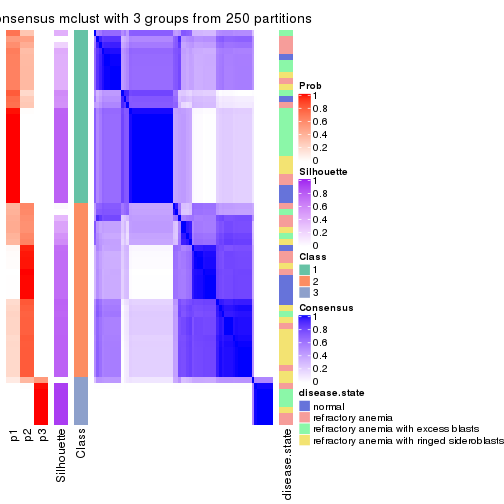 onsensus mclust with 3 groups from 250 partitions
Prob
1
0.8
0.6
0.4
0.2
0
Silhouette
1
0.8
0.6
0.4
0.2
0
Class
1
2
3
Consensus
1
0.8
0.6
0.4
0.2
0
disease.state
normal
refractory anemia
refractory anemia with excess blasts
refractory anemia with ringed sideroblasts
p1
p2
p3
Silhouette
Class
disease.state